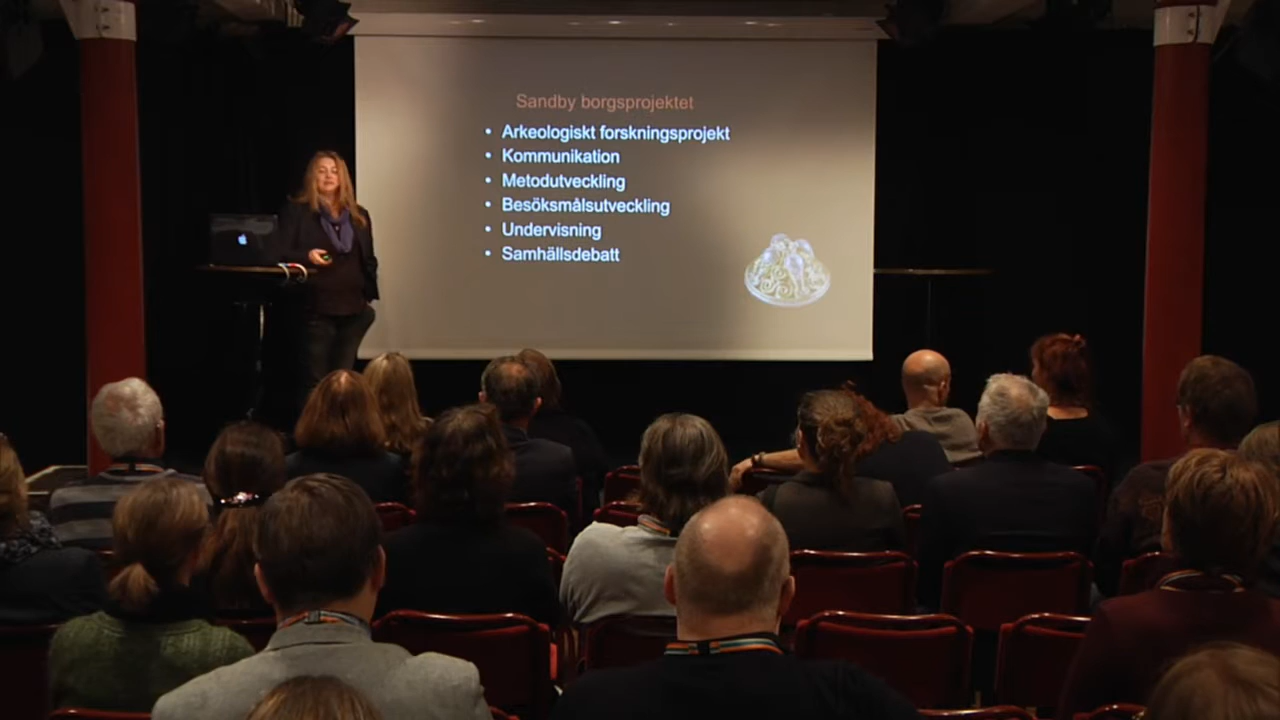 Sandby borgsprojektet
• Arkeologiskt forskningsprojekt
• Kommunikation
• Metodutveckling
• Besöksmålsutveckling
• Undervisning
• Samhällsdebatt